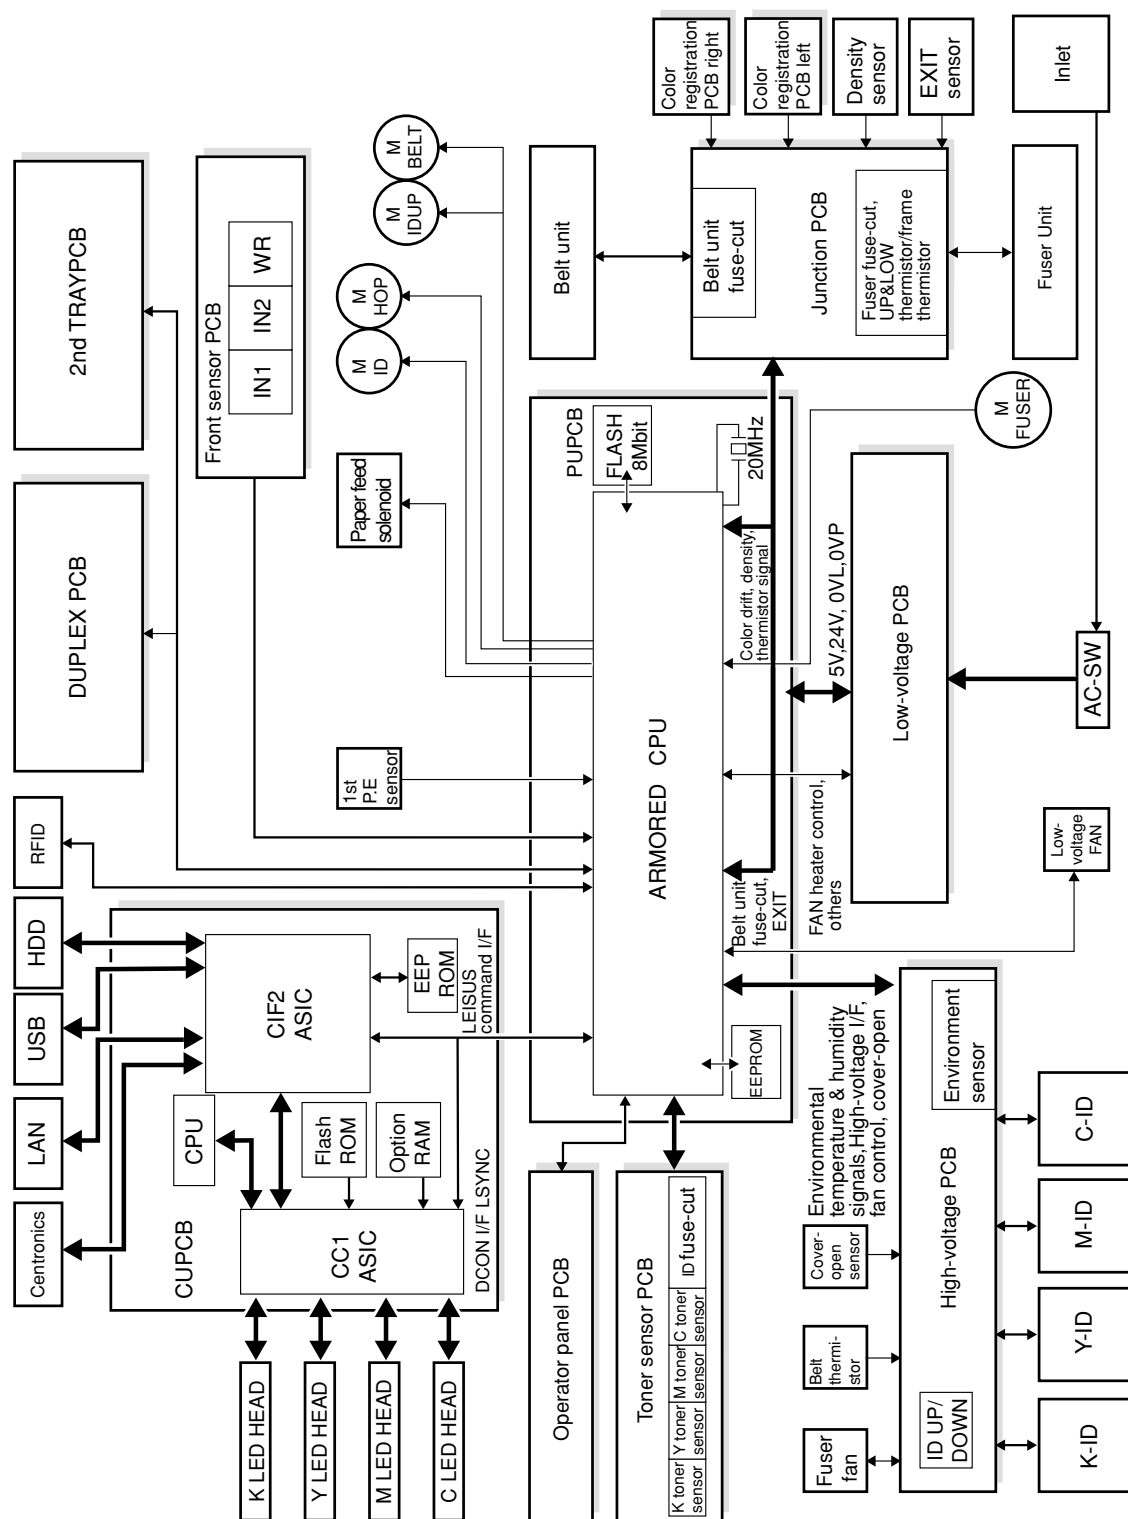 Centronics
LAN
USB
HDD
RFID
DUPLEX PCB
2nd TRAYPCB
Front sensor PCB
IN1
IN2
WR
CUPCB
CPU
CIF2
ASIC
EEP
ROM
Flash
ROM
Option
RAM
CC1
ASIC
LEISUS
command I/F
DCON I/F LSYNC
K LED HEAD
Y LED HEAD
M LED HEAD
C LED HEAD
1st
P.E
sensor
Paper feed
solenoid
M
ID
M
HOP
M
IDUP
M
BELT
Operator panel PCB
Toner sensor PCB
K toner
sensor
Y toner
sensor
M toner
sensor
C toner
sensor
ID fuse-cut
PUPCB
FLASH
8Mbit
20MHz
ARMORED CPU
EEPROM
Belt unit
fuse-cut,
EXIT
Color drift, density,
thermistor signal
Belt unit
Belt unit
fuse-cut
Junction PCB
Fuser fuse-cut,
UP&LOW
thermistor/frame
thermistor
Color
registration
PCB right
Color
registration
PCB left
Density
sensor
EXIT
sensor
Inlet
Fuser Unit
M
FUSER
5V,24V, 0VL,0VP
Low-voltage PCB
AC-SW
FAN heater control,
others
Low-
voltage
FAN
Environmental
temperature & humidity
signals,High-voltage I/F,
fan control, cover-open
Fuser
fan
Belt
thermi-
stor
Cover-
open
sensor
High-voltage PCB
ID UP/
DOWN
Environment
sensor
K-ID
Y-ID
M-ID
C-ID